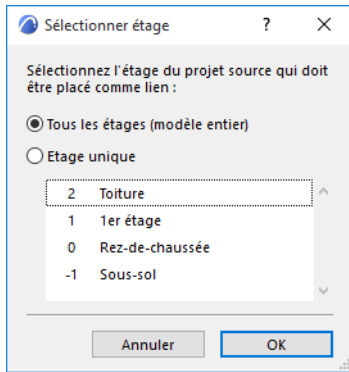 Sélectionner étage ? ✕
Sélectionnez l'étage du projet source qui doit
être placé comme lien :
Tous les étages (modèle entier)
Etage unique
2 Toiture
1 1er étage
0 Rez-de-chaussée
-1 Sous-sol
Annuler OK